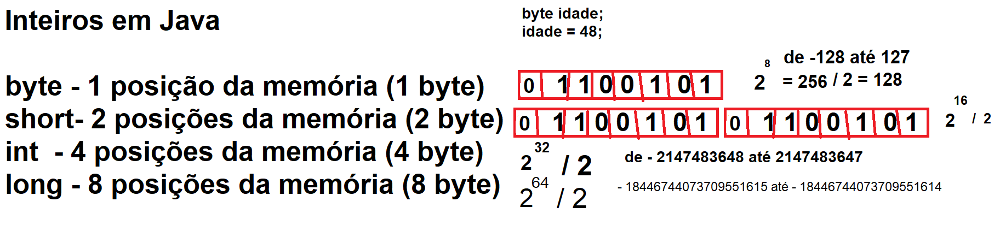 Inteiros em Java
byte idade;
idade = 48;
byte - 1 posição da memória (1 byte)
0 1 1 0 0 1 0 1
2 8 = 256 / 2 = 128
de -128 até 127
short- 2 posições da memória (2 byte)
0 1 1 0 0 1 0 1 0 1 1 0 0 1 0 1
2 16 / 2
int - 4 posições da memória (4 byte)
2 32 / 2
de - 2147483648 até 2147483647
long - 8 posições da memória (8 byte)
2 64 / 2
- 18446744073709551615 até - 18446744073709551614